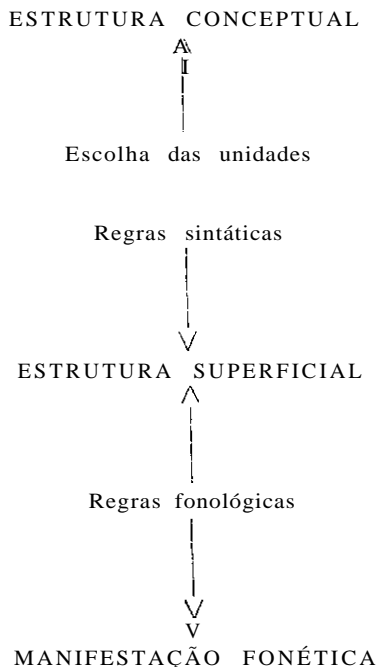 ESTRUTURA CONCEPTUAL
Escolha das unidades
Regras sintáticas
ESTRUTURA SUPERFICIAL
Regras fonológicas
MANIFESTAÇÃO FONÉTICA